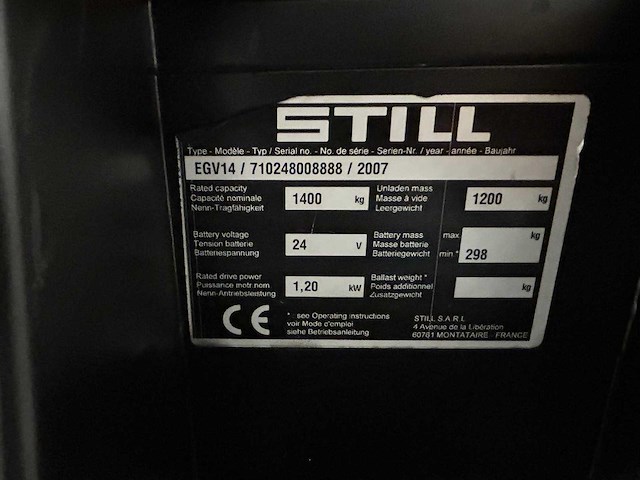 STILL
Type - Modèle - Typ / Serial no. - No. de série - Serien-Nr. / year - année - Baujahr
EGV14 / 710248008888 / 2007
Rated capacity
Capacité nominale
Nenn-Tragfähigkeit
1400 kg
Unladen mass
Masse à vide
Leergewicht
1200 kg
Battery voltage
Tension batterie
Batteriespannung
24 V
Battery mass
Masse batterie
Batteriegewicht
max kg
min.* 298
Rated drive power
Puissance motr.nom
Nenn-Antriebsleistung
1,20 kW
Ballast weight *
Poids additionnel
Zusatzgewicht
kg
CE
* see Operating Instructions
voir Mode d'emploi
siehe Betriebsanleitung
STILL S.A.R.L
4 Avenue de la Libération
60761 MONTATAIRE - FRANCE